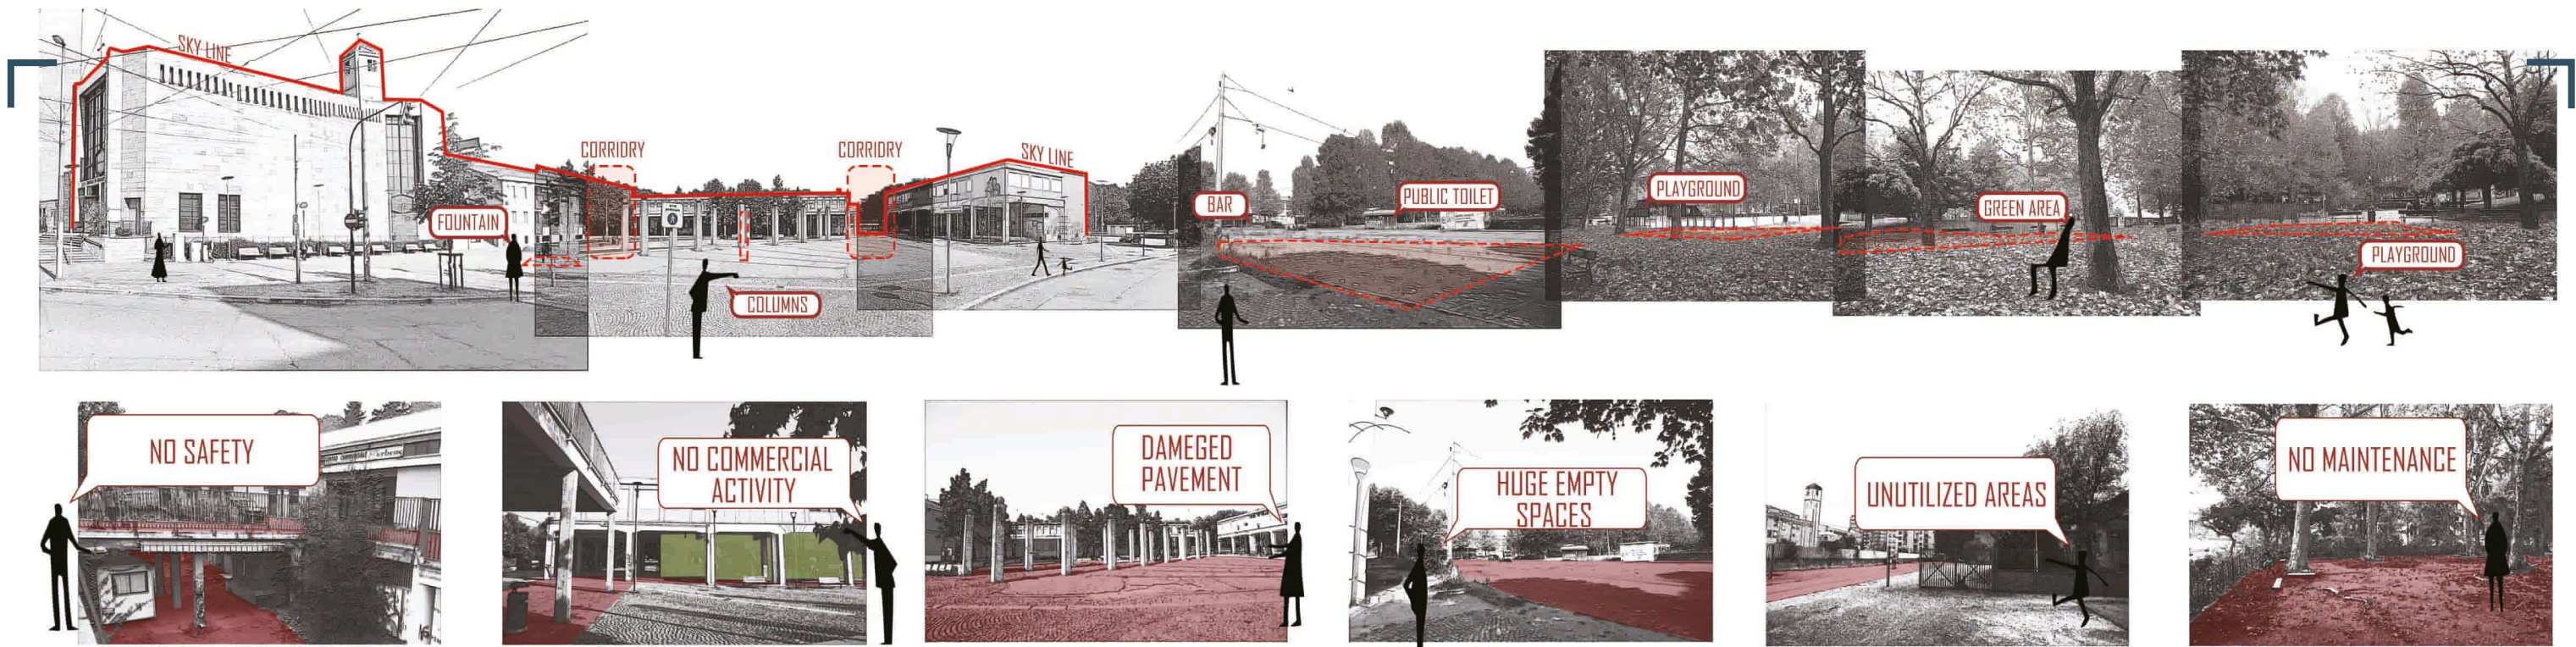 SKY LINE
FOUNTAIN
CORRIDRY
COLUMNS
CORRIDRY
SKY LINE
BAR
PUBLIC TOILET
PLAYGROUND
GREEN AREA
PLAYGROUND
NO SAFETY
NO COMMERCIAL
ACTIVITY
DAMEGED
PAVEMENT
HUGE EMPTY
SPACES
UNUTILIZED AREAS
NO MAINTENANCE